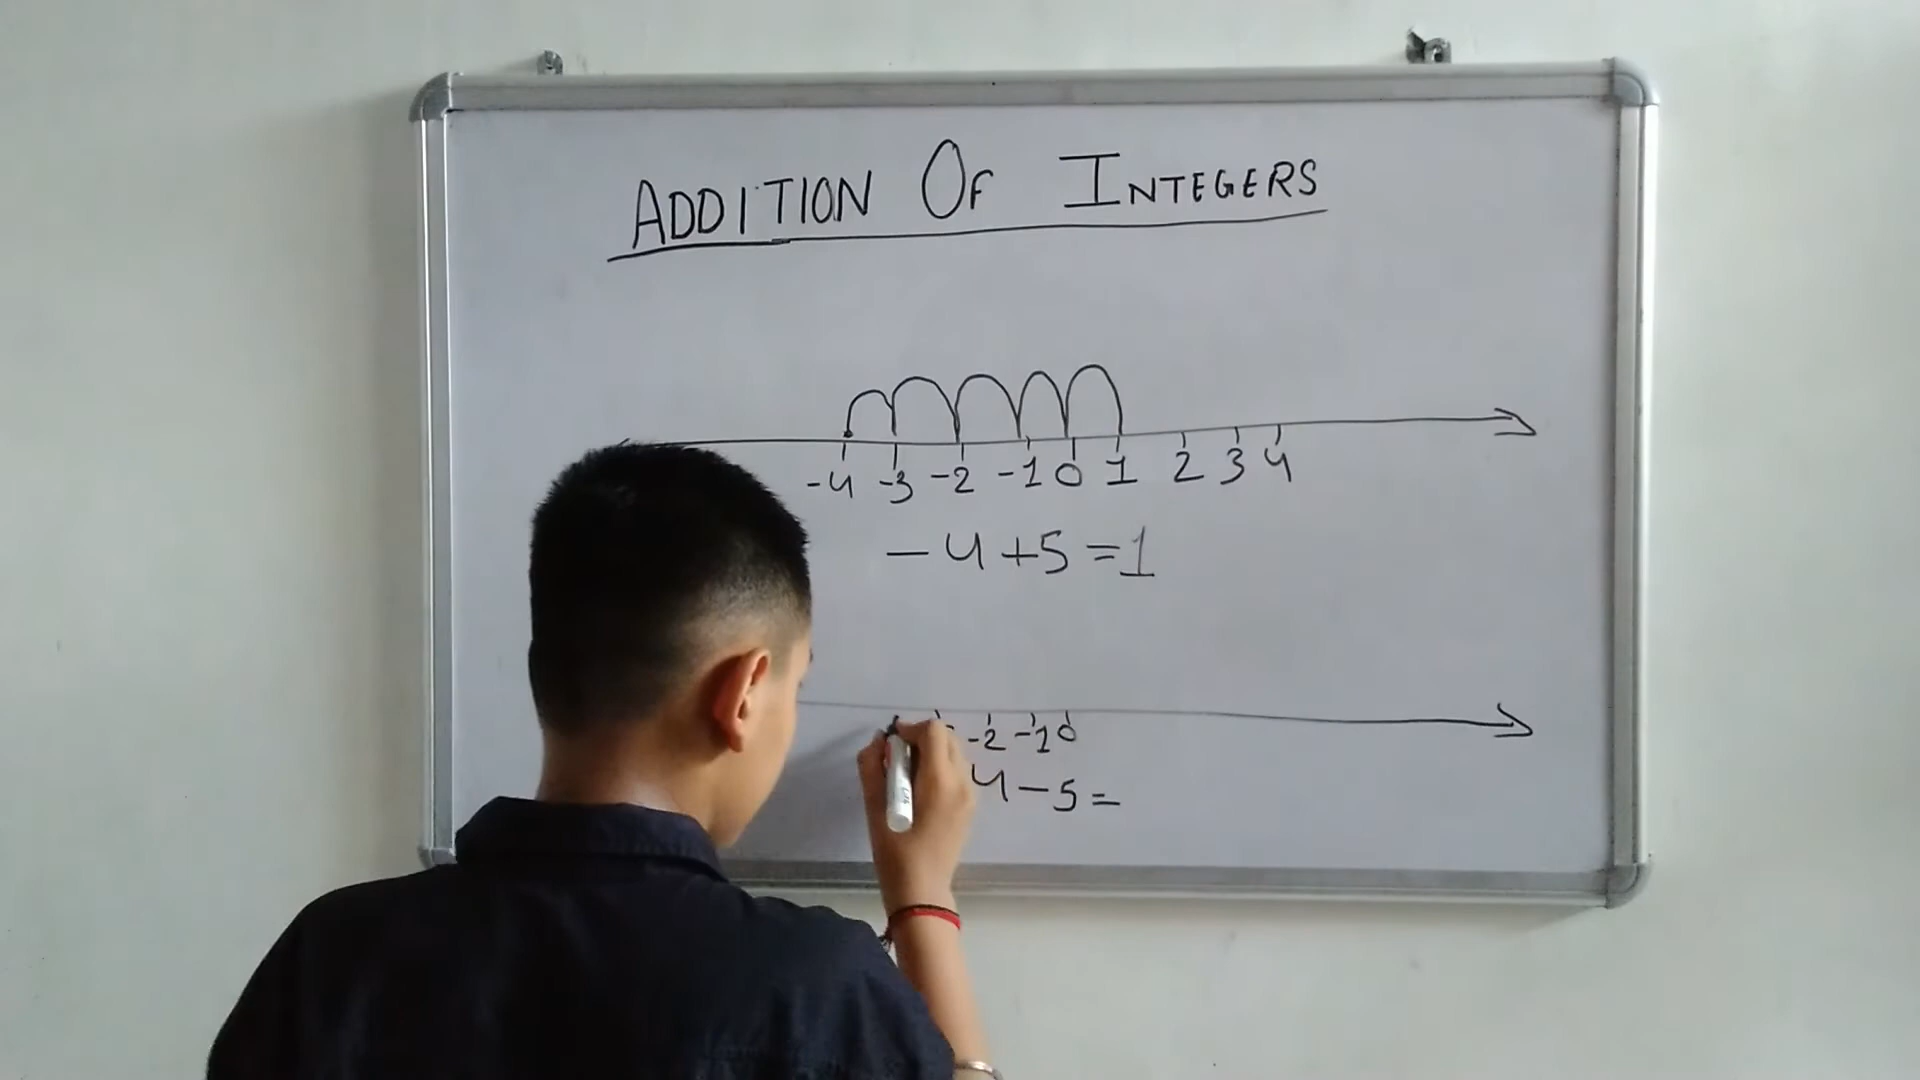 ADDITION OF INTEGERS
-4 -3 -2 -1 0 1 2 3 4
-4+5=1
-2 -1 0
4-5=